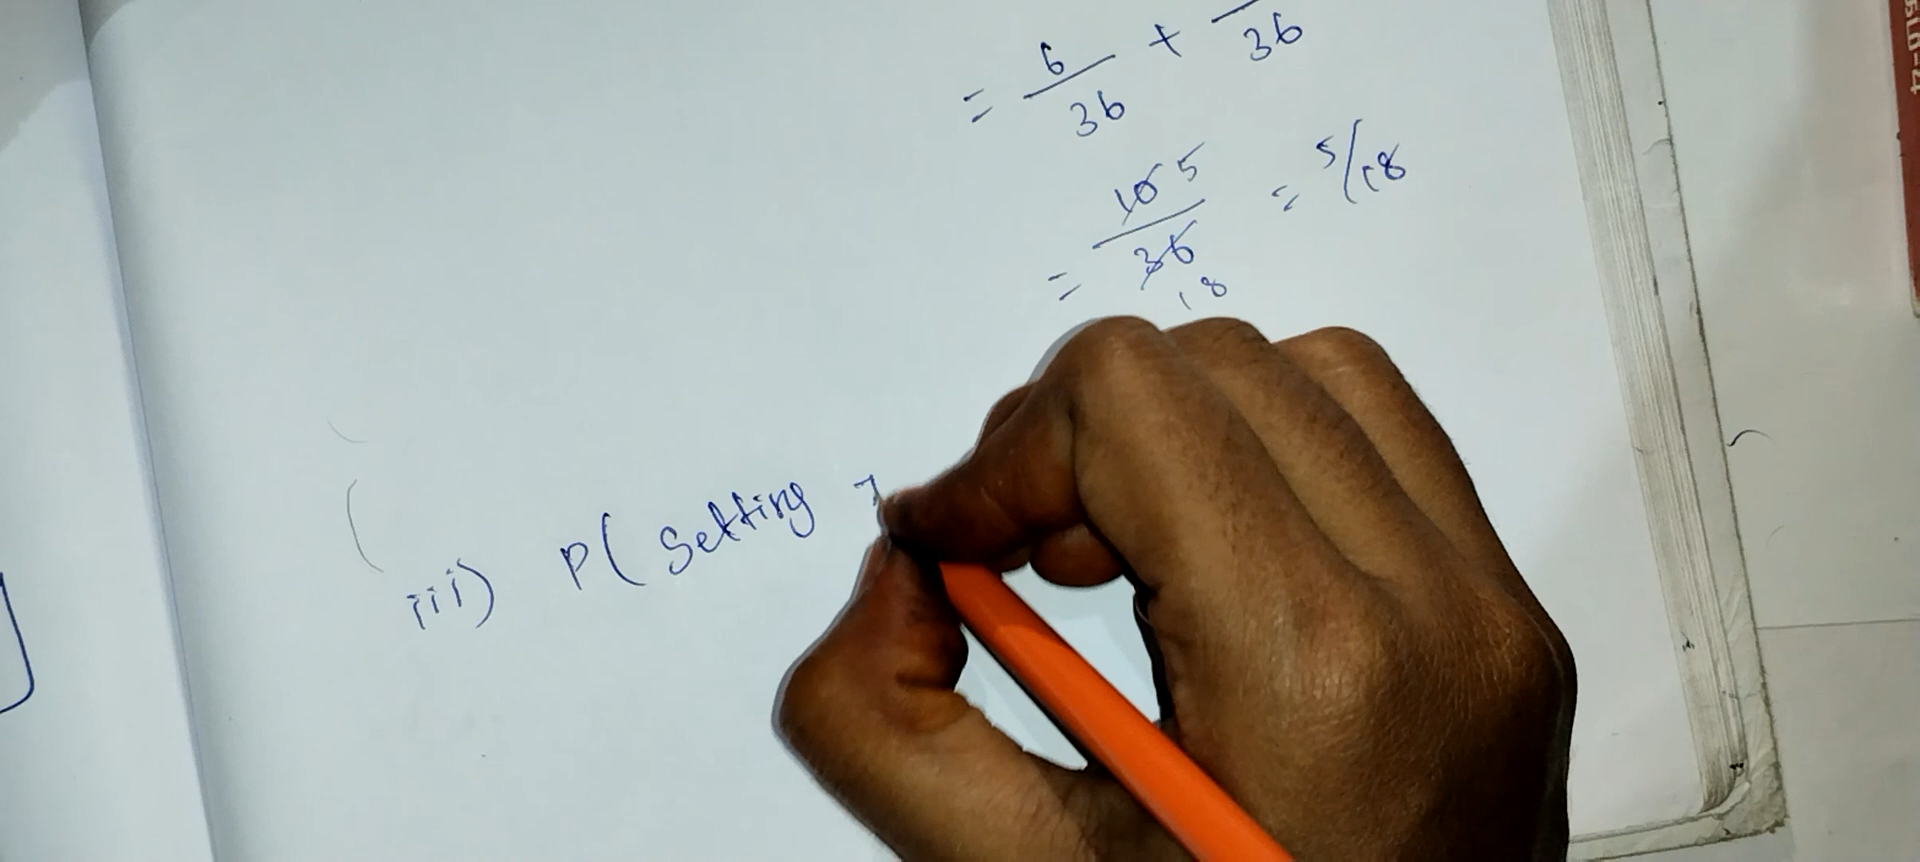 = 6/36 + /36
= 10 5/36 18 = 5/18
iii) P( Getting 7